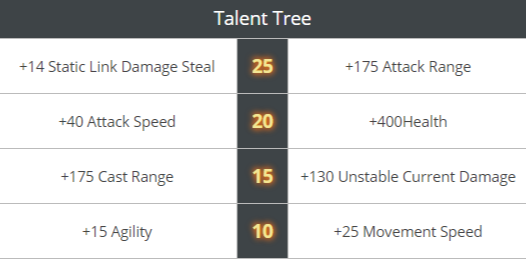 Talent Tree
+14 Static Link Damage Steal 25 +175 Attack Range
+40 Attack Speed 20 +400Health
+175 Cast Range 15 +130 Unstable Current Damage
+15 Agility 10 +25 Movement Speed